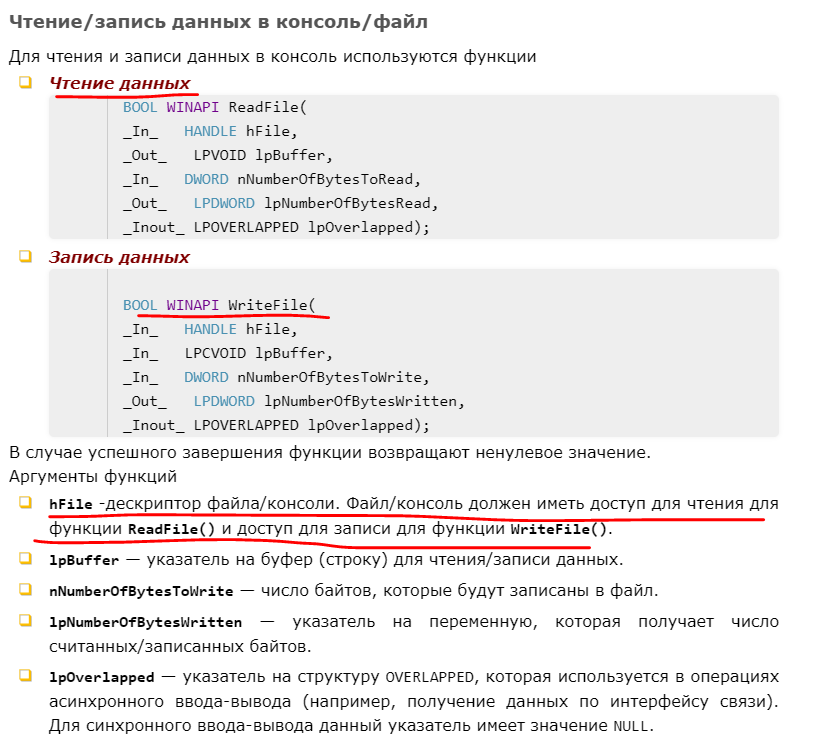 Чтение/запись данных в консоль/файл
Для чтения и записи данных в консоль используются функции
Чтение данных
BOOL WINAPI ReadFile(
_In_ HANDLE hFile,
_Out_ LPVOID lpBuffer,
_In_ DWORD nNumberOfBytesToRead,
_Out_ LPDWORD lpNumberOfBytesRead,
_Inout_ LPOVERLAPPED lpOverlapped);
Запись данных
BOOL WINAPI WriteFile(
_In_ HANDLE hFile,
_In_ LPCVOID lpBuffer,
_In_ DWORD nNumberOfBytesToWrite,
_Out_ LPDWORD lpNumberOfBytesWritten,
_Inout_ LPOVERLAPPED lpOverlapped);
В случае успешного завершения функции возвращают ненулевое значение.
Аргументы функций
hFile -дескриптор файла/консоли. Файл/консоль должен иметь доступ для чтения для
функции ReadFile() и доступ для записи для функции WriteFile().
lpBuffer — указатель на буфер (строку) для чтения/записи данных.
nNumberOfBytesToWrite — число байтов, которые будут записаны в файл.
lpNumberOfBytesWritten — указатель на переменную, которая получает число
считанных/записанных байтов.
lpOverlapped — указатель на структуру OVERLAPPED, которая используется в операциях
асинхронного ввода-вывода (например, получение данных по интерфейсу связи).
Для синхронного ввода-вывода данный указатель имеет значение NULL.